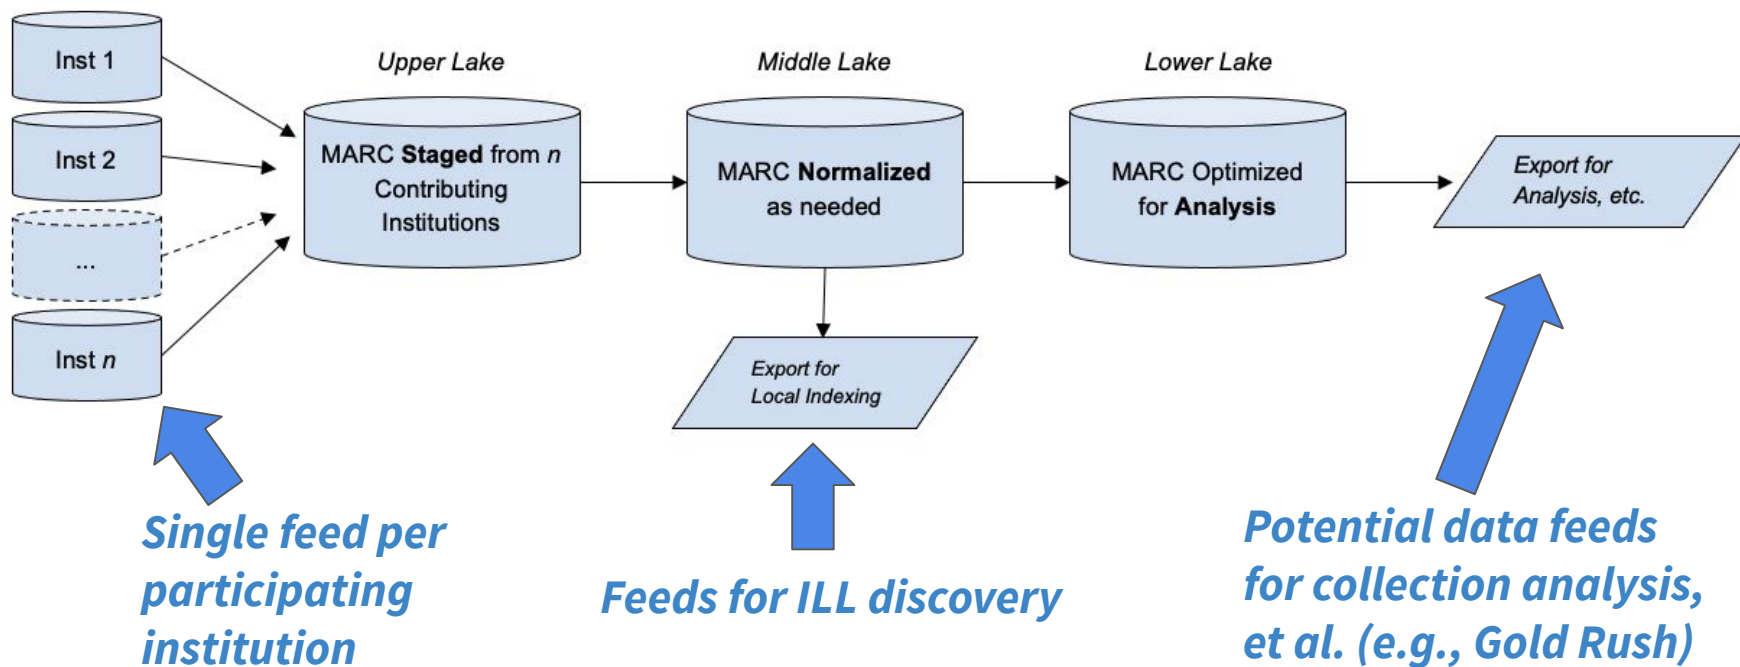 Inst 1
Inst 2
...
Inst n
Upper Lake
MARC Staged from n
Contributing
Institutions
Middle Lake
MARC Normalized
as needed
Lower Lake
MARC Optimized
for Analysis
Export for
Analysis, etc.
Export for
Local Indexing
Single feed per
participating
institution
Feeds for ILL discovery
Potential data feeds
for collection analysis,
et al. (e.g., Gold Rush)